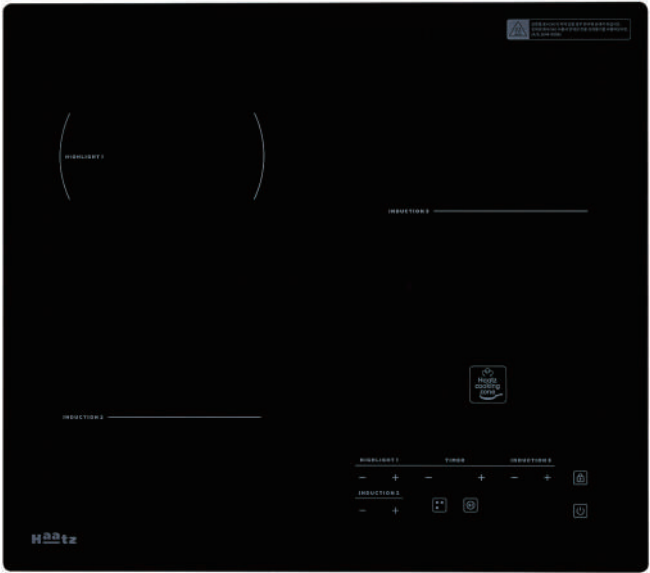 HIGHLIGHT 1
INDUCTION 3
Haatz
cooking
zone
INDUCTION 2
HIGHLIGHT 1 TIMER INDUCTION 3
− + − + − +
INDUCTION 2
− +
Haatz